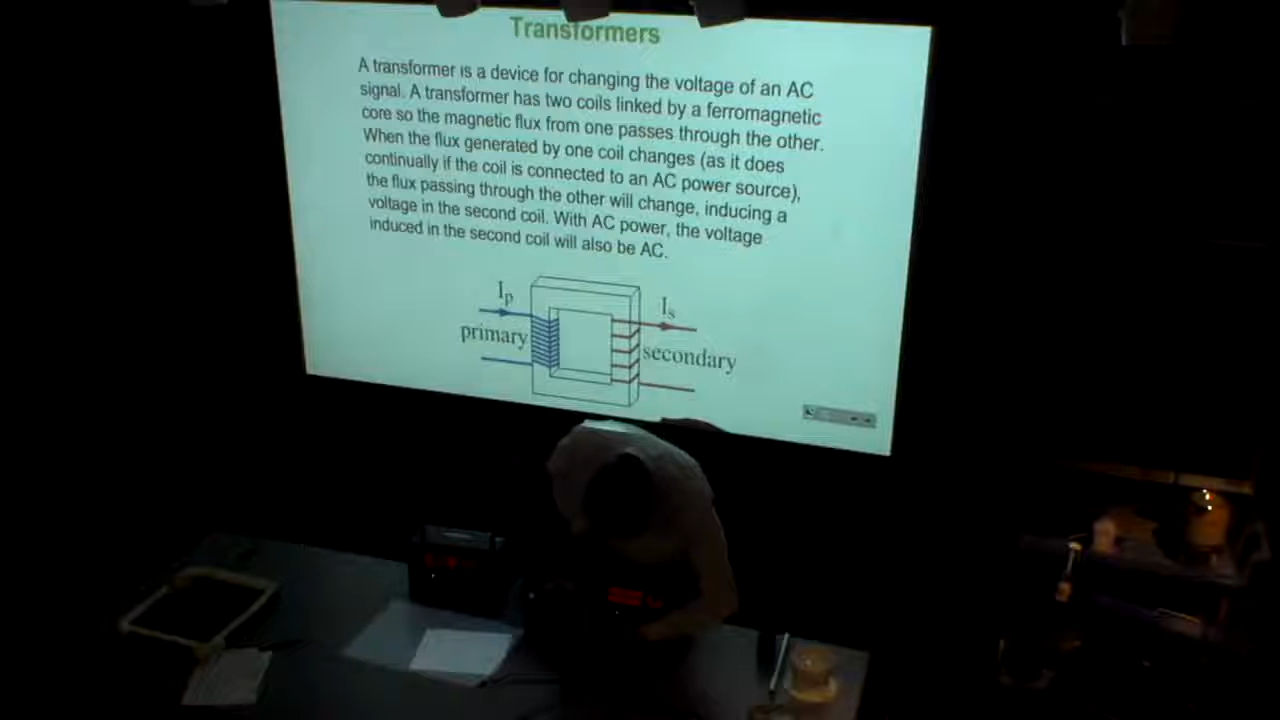 Transformers
A transformer is a device for changing the voltage of an AC
signal. A transformer has two coils linked by a ferromagnetic
core so the magnetic flux from one passes through the other.
When the flux generated by one coil changes (as it does
continually if the coil is connected to an AC power source),
the flux passing through the other will change, inducing a
voltage in the second coil. With AC power, the voltage
induced in the second coil will also be AC.
Ip
Is
primary
secondary